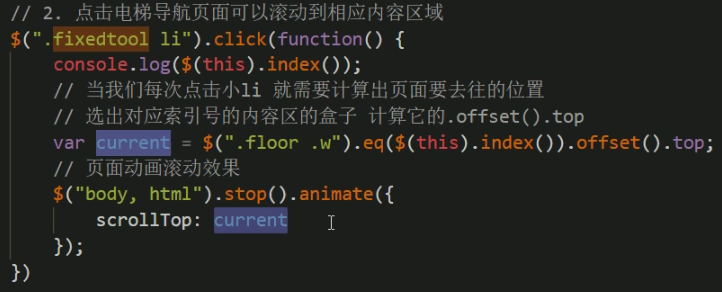 // 2. 点击电梯导航页面可以滚动到相应内容区域
$(".fixedtool li").click(function() {
console.log($(this).index());
// 当我们每次点击小li 就需要计算出页面要去往的位置
// 选出对应索引号的内容区的盒子 计算它的.offset().top
var current = $(".floor .w").eq($(this).index()).offset().top;
// 页面动画滚动效果
$("body, html").stop().animate({
scrollTop: current
});
})